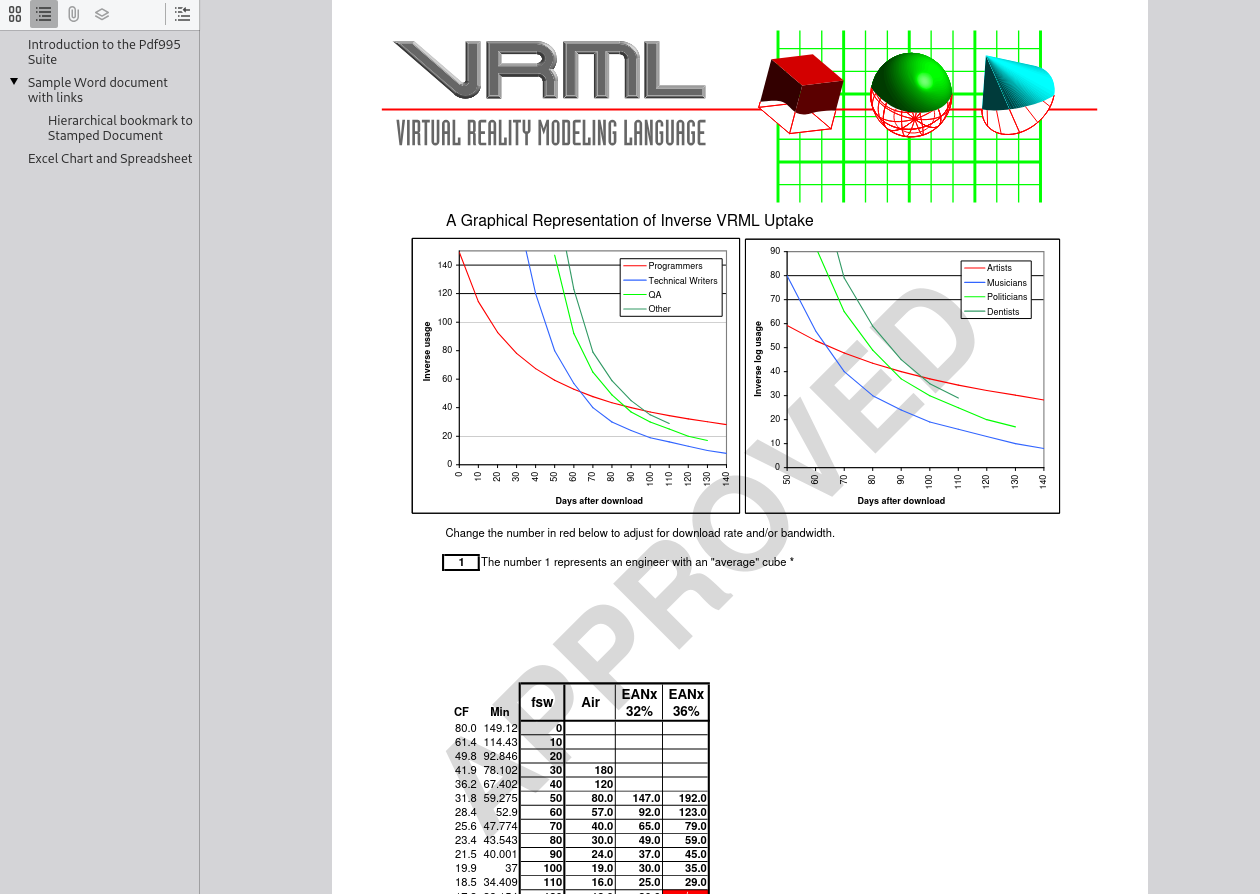 Introduction to the Pdf995
Suite
Sample Word document
with links
Hierarchical bookmark to
Stamped Document
Excel Chart and Spreadsheet
VRML
VIRTUAL REALITY MODELING LANGUAGE
A Graphical Representation of Inverse VRML Uptake
Inverse usage
140
120
100
80
60
40
20
0
0 10 20 30 40 50 60 70 80 90 100 110 120 130 140
Days after download
Programmers
Technical Writers
QA
Other
Inverse log usage
90
80
70
60
50
40
30
20
10
0
50 60 70 80 90 100 110 120 130 140
Days after download
Artists
Musicians
Politicians
Dentists
APPROVED
Change the number in red below to adjust for download rate and/or bandwidth.
1 The number 1 represents an engineer with an "average" cube *
CF Min fsw Air EANx 32% EANx 36%
80.0 149.12 0
61.4 114.43 10
49.8 92.846 20
41.9 78.102 30 180
36.2 67.402 40 120
31.8 59.275 50 80.0 147.0 192.0
28.4 52.9 60 57.0 92.0 123.0
25.6 47.774 70 40.0 65.0 79.0
23.4 43.543 80 30.0 49.0 59.0
21.5 40.001 90 24.0 37.0 45.0
19.9 37 100 19.0 30.0 35.0
18.5 34.409 110 16.0 25.0 29.0